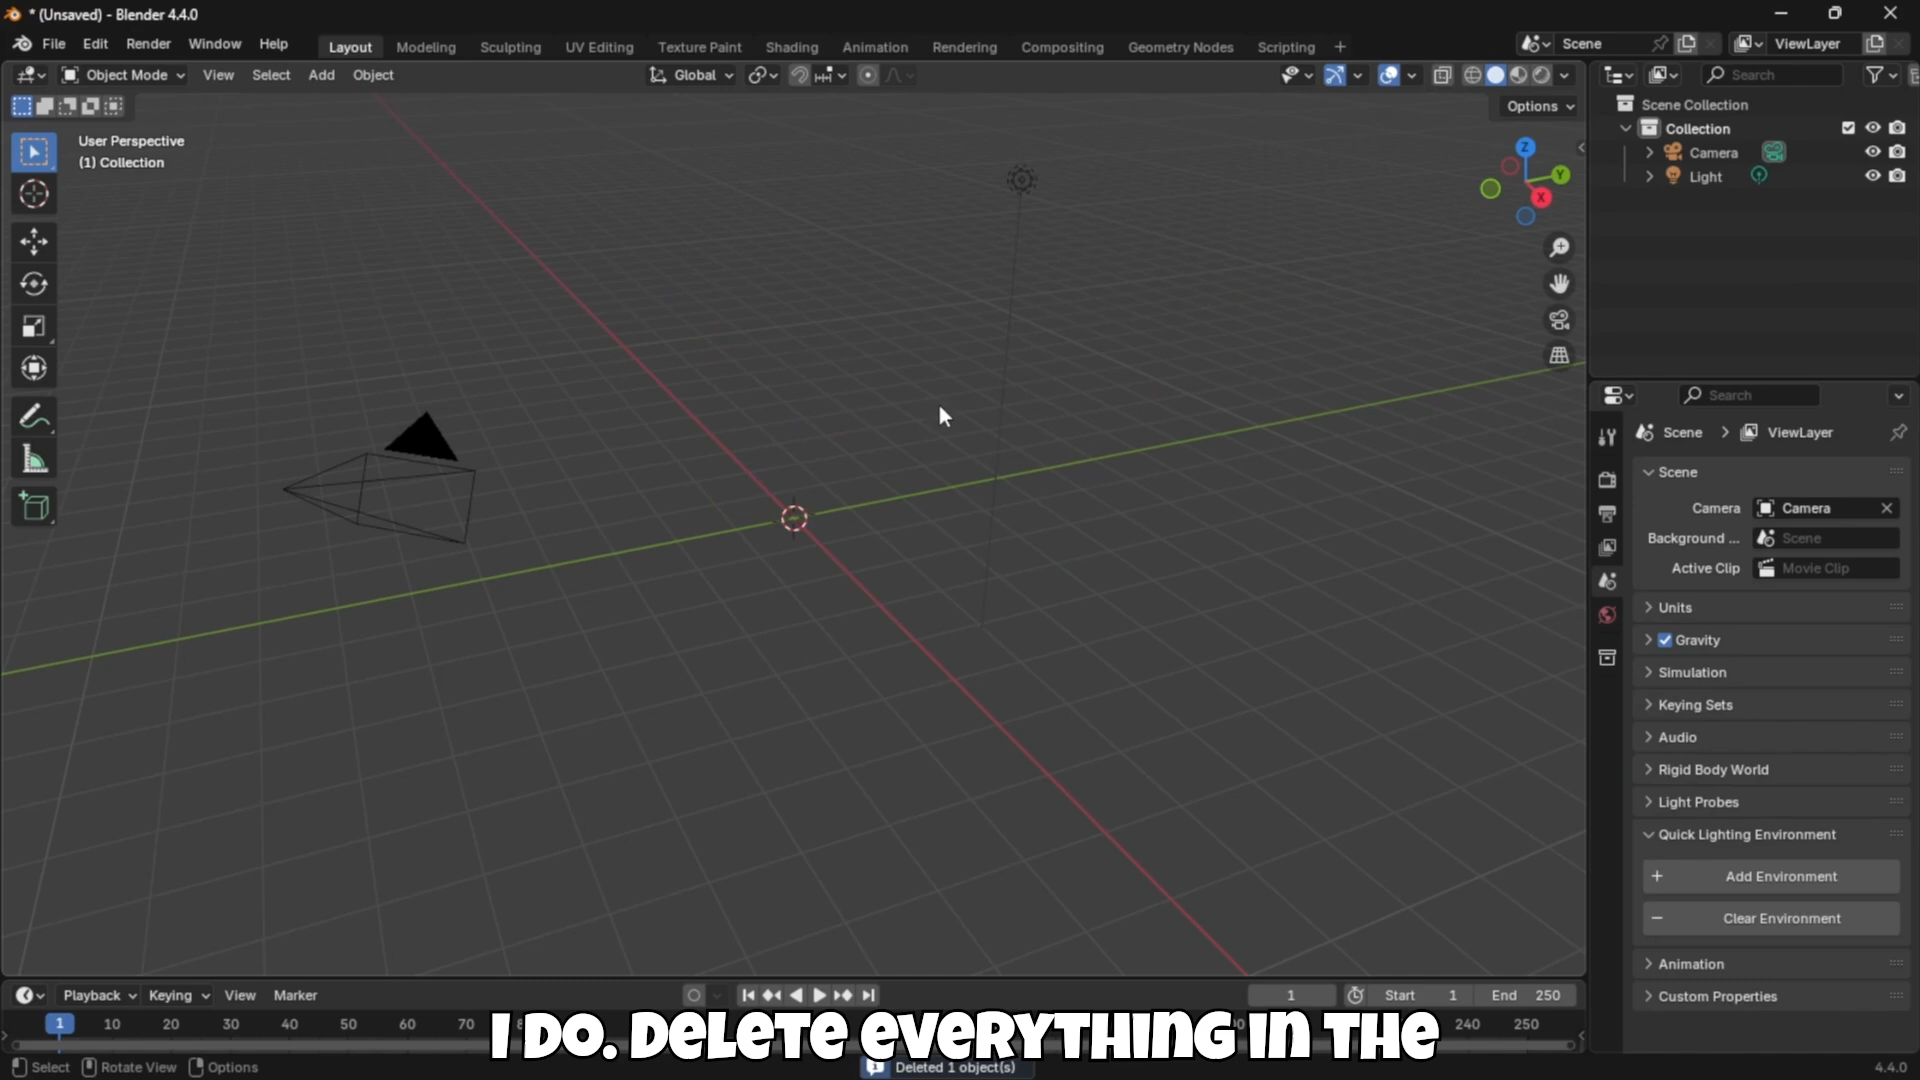 * (Unsaved) - Blender 4.4.0
File Edit Render Window Help Layout Modeling Sculpting UV Editing Texture Paint Shading Animation Rendering Compositing Geometry Nodes Scripting + Scene ViewLayer
Object Mode View Select Add Object Global Search
Options
User Perspective
(1) Collection
Z
Y
X
Scene Collection
Collection
Camera
Light
Search
Scene > ViewLayer
Scene
Camera Camera
Background ... Scene
Active Clip Movie Clip
Units
Gravity
Simulation
Keying Sets
Audio
Rigid Body World
Light Probes
Quick Lighting Environment
+ Add Environment
− Clear Environment
Animation
Custom Properties
Playback Keying View Marker 1 Start 1 End 250
1 10 20 30 40 50 60 70 240 250
I DO. DELETE EVERYTHING IN THE
Select Rotate View Options Deleted 1 object(s) 4.4.0